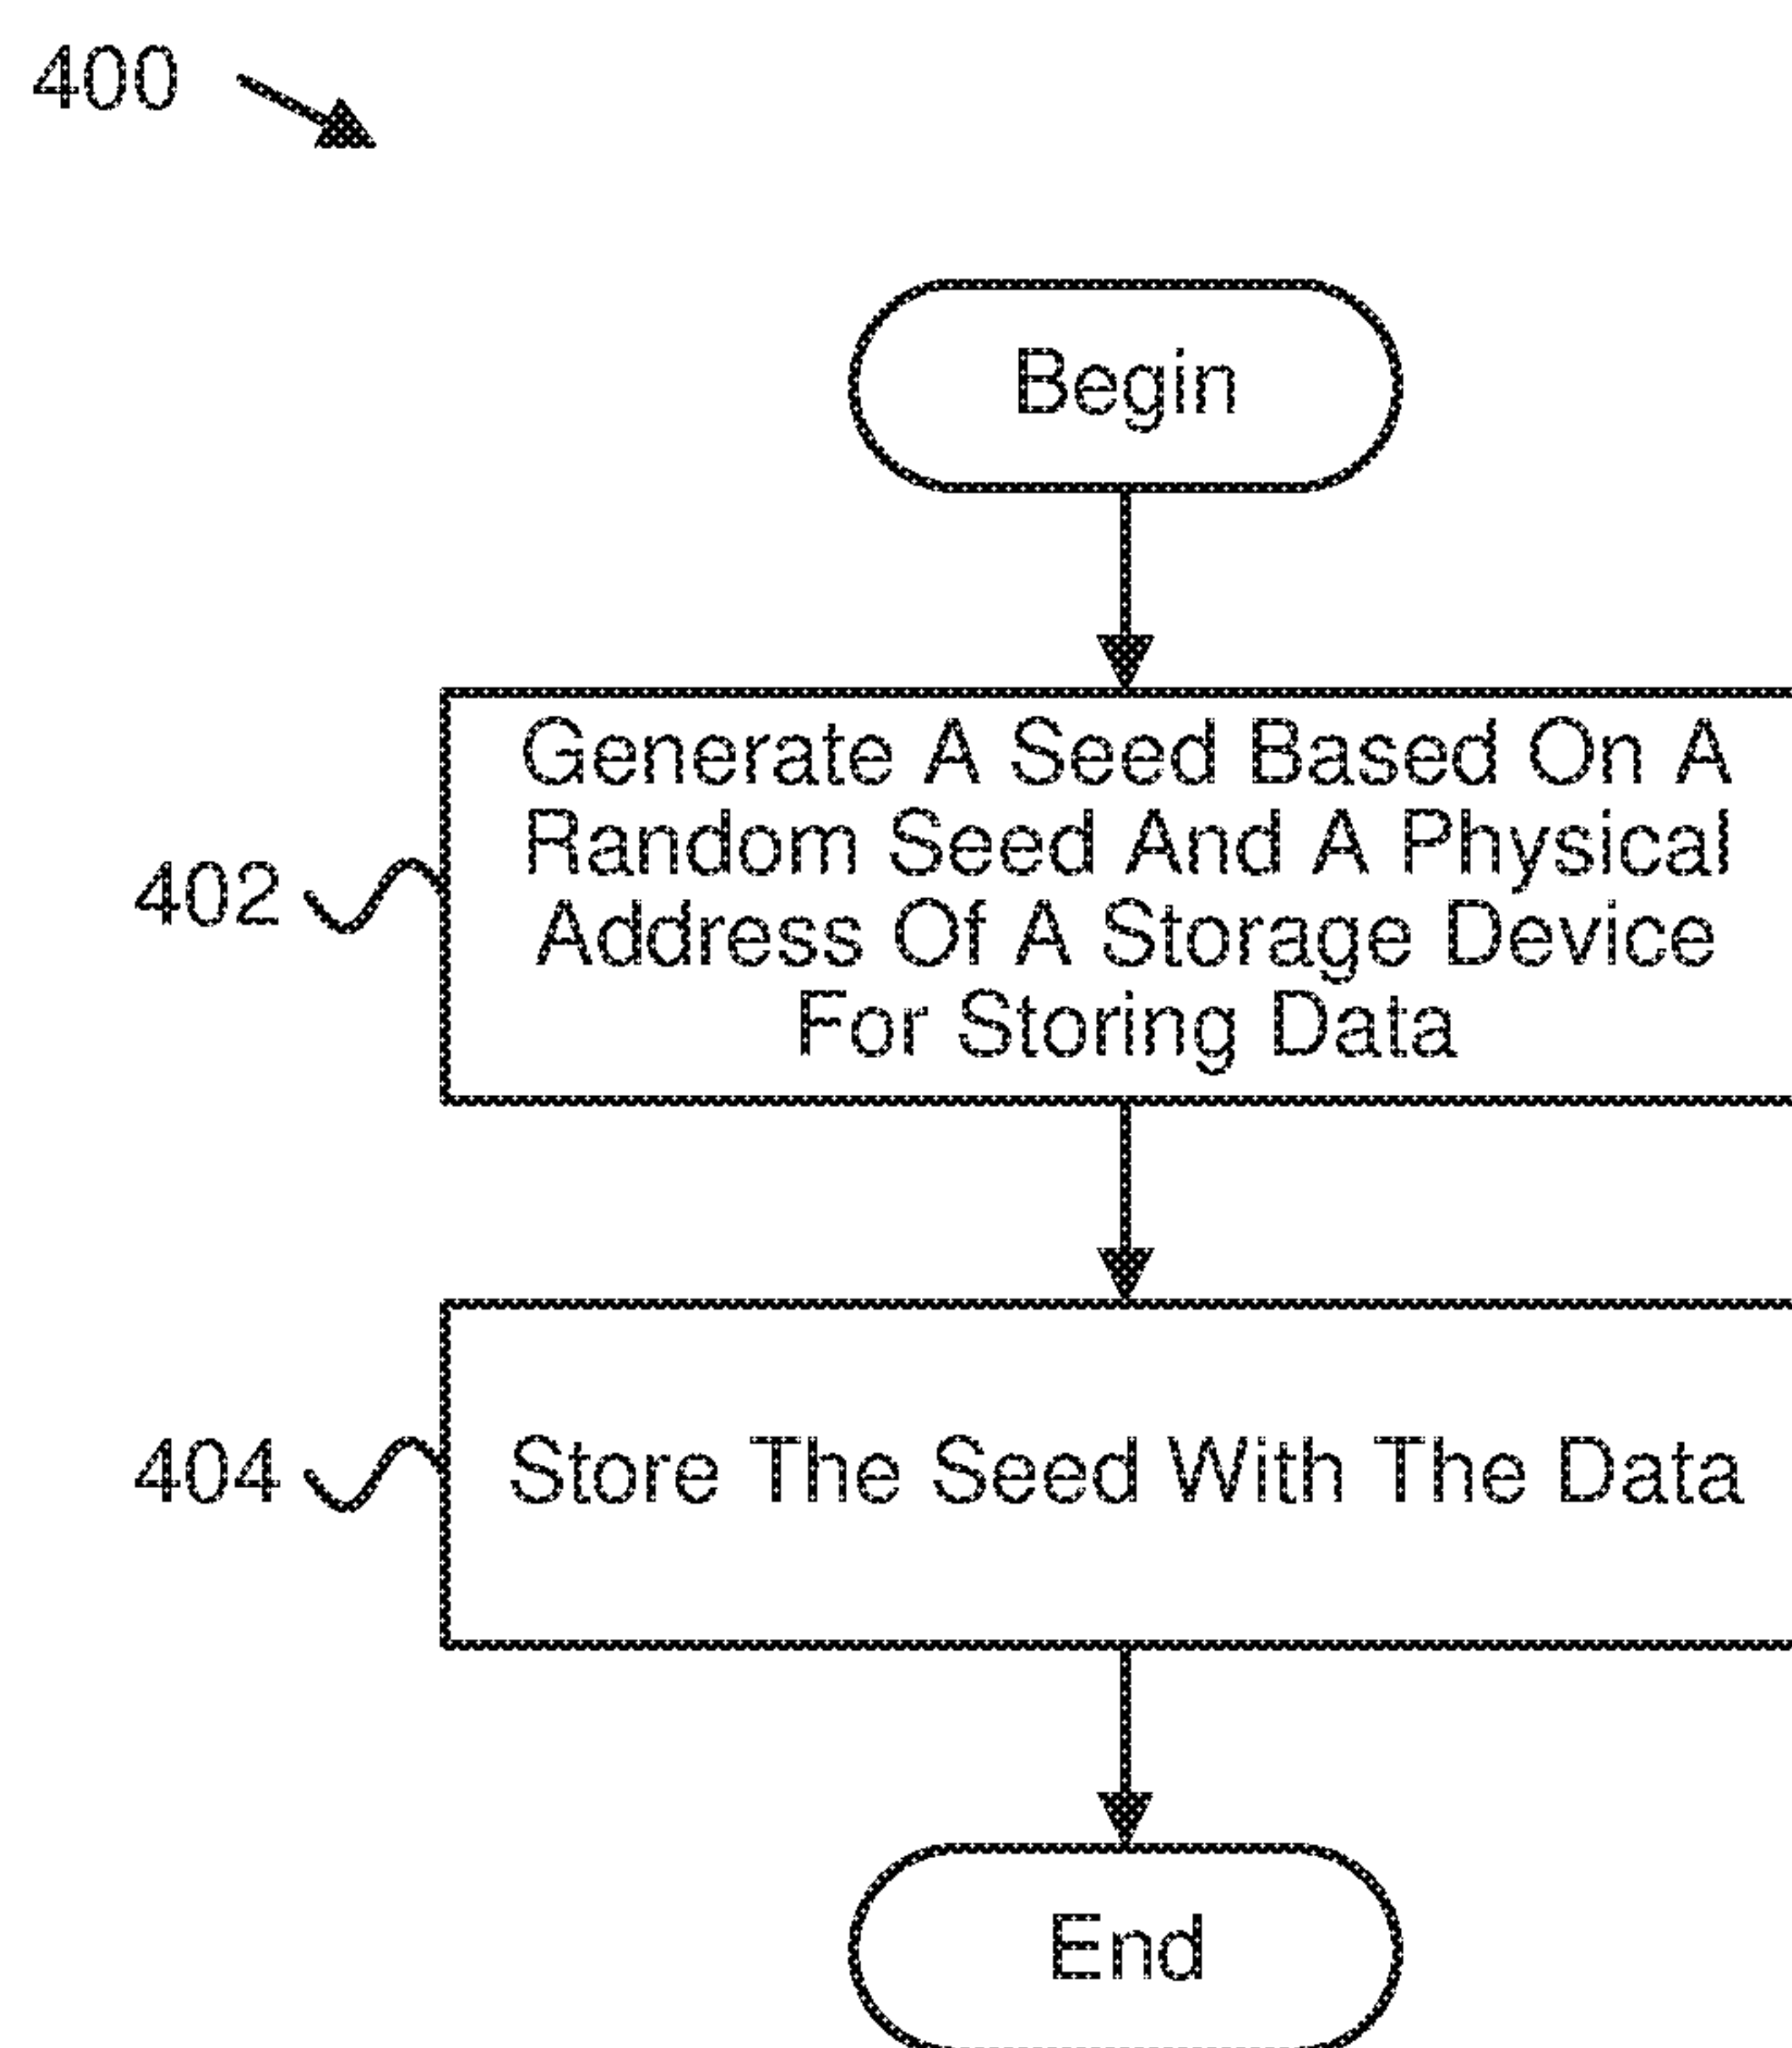 400
Begin
402
Generate A Seed Based On A
Random Seed And A Physical
Address Of A Storage Device
For Storing Data
404
Store The Seed With The Data
End